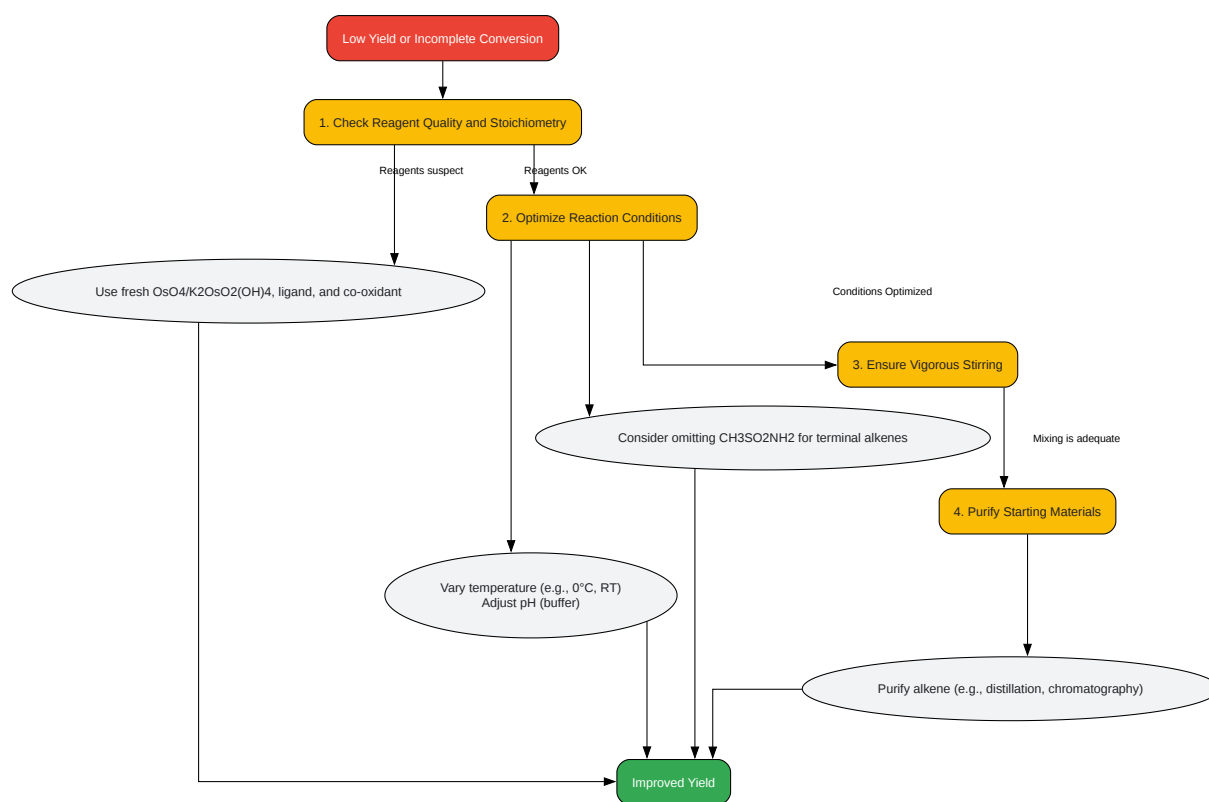 Low Yield or Incomplete Conversion
1. Check Reagent Quality and Stoichiometry
Reagents suspect
Reagents OK
2. Optimize Reaction Conditions
Use fresh OsO4/K2OsO2(OH)4, ligand, and co-oxidant
Conditions Optimized
3. Ensure Vigorous Stirring
Consider omitting CH3SO2NH2 for terminal alkenes
Mixing is adequate
4. Purify Starting Materials
Vary temperature (e.g., 0°C, RT)
Adjust pH (buffer)
Purify alkene (e.g., distillation, chromatography)
Improved Yield